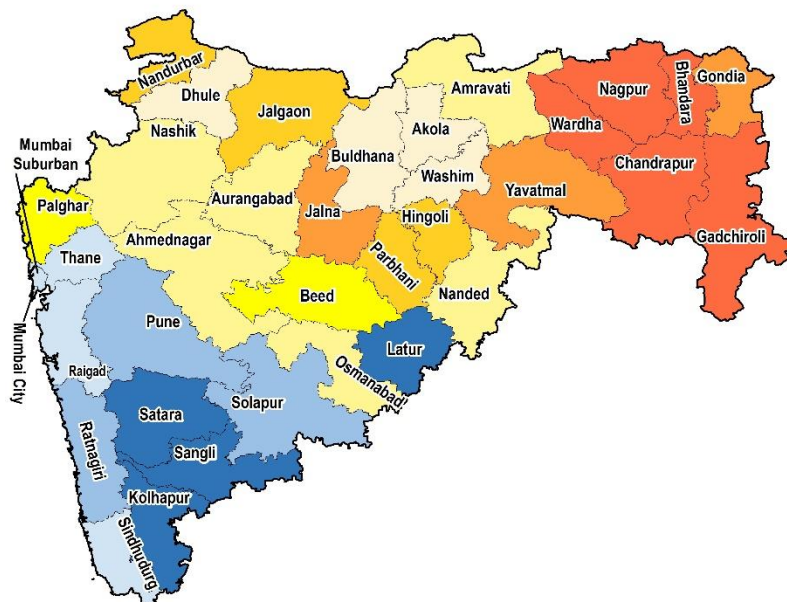 Nandurbar
Dhule
Jalgaon
Amravati
Nagpur
Bhandara
Gondia
Mumbai
Suburban
Nashik
Buldhana
Akola
Wardha
Washim
Chandrapur
Palghar
Aurangabad
Jalna
Hingoli
Yavatmal
Ahmednagar
Gadchiroli
Thane
Parbhani
Beed
Nanded
Mumbai City
Pune
Latur
Raigad
Osmanabad
Satara
Solapur
Ratnagiri
Sangli
Kolhapur
Sindhudurg